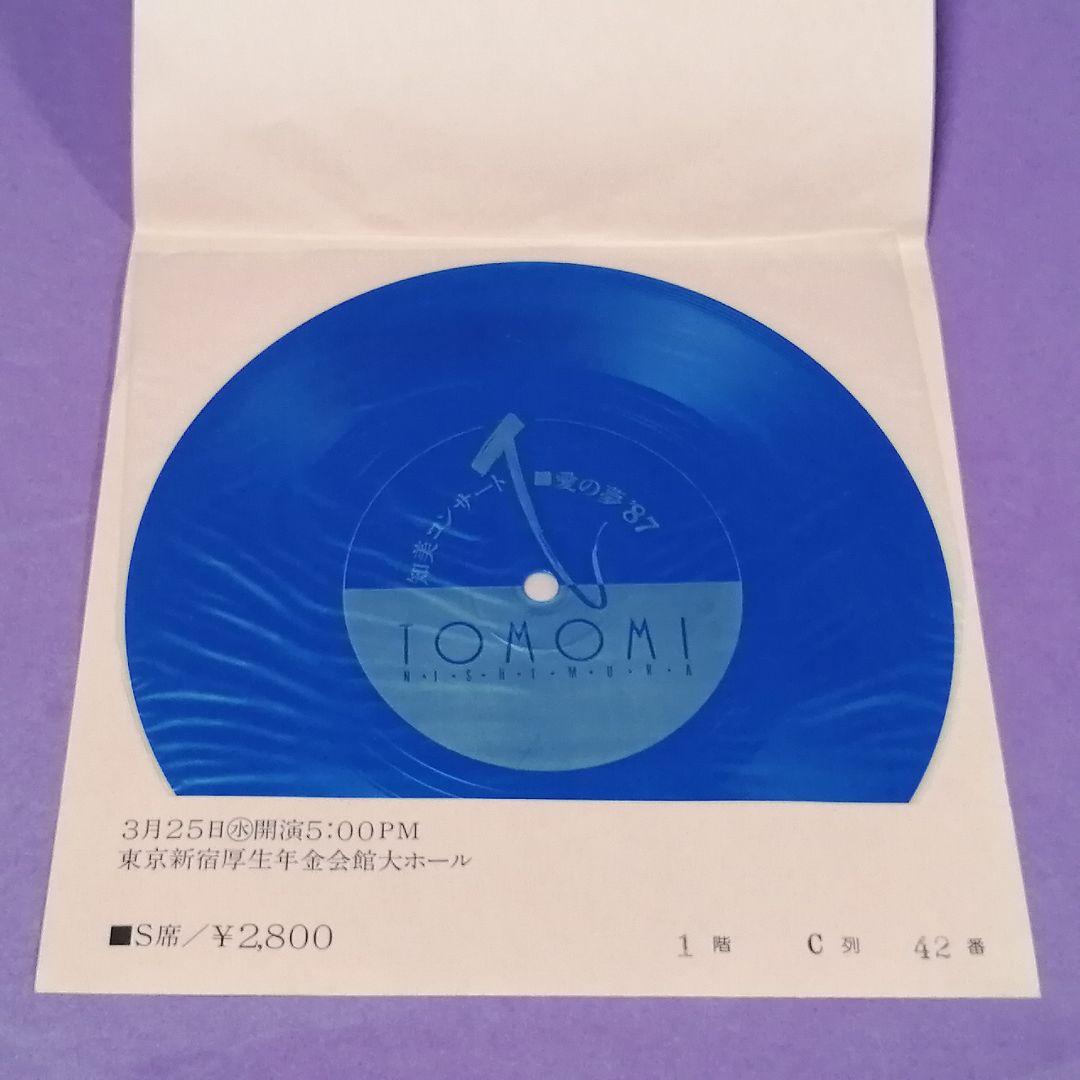 知美コンサート ■愛の夢'87
TOMOMI
N・I・S・H・I・M・U・R・A
3月25日㊌開演5:00PM
東京新宿厚生年金会館大ホール
■S席／￥2,800
1 階 C 列 42 番